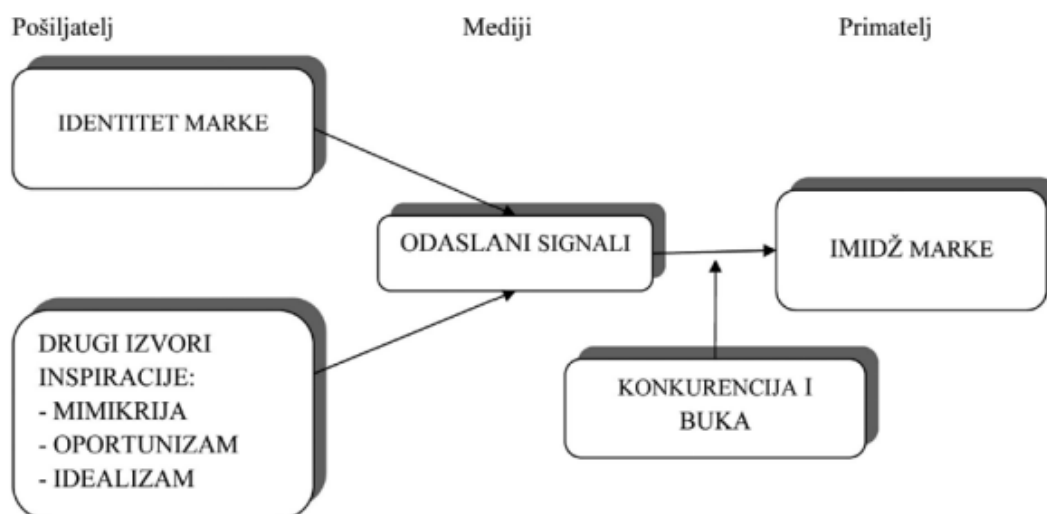 Pošiljatelj Mediji Primatelj
IDENTITET MARKE
ODASLANI SIGNALI
IMIDŽ MARKE
DRUGI IZVORI
INSPIRACIJE:
- MIMIKRIJA
- OPORTUNIZAM
- IDEALIZAM
KONKURENCIJA I
BUKA